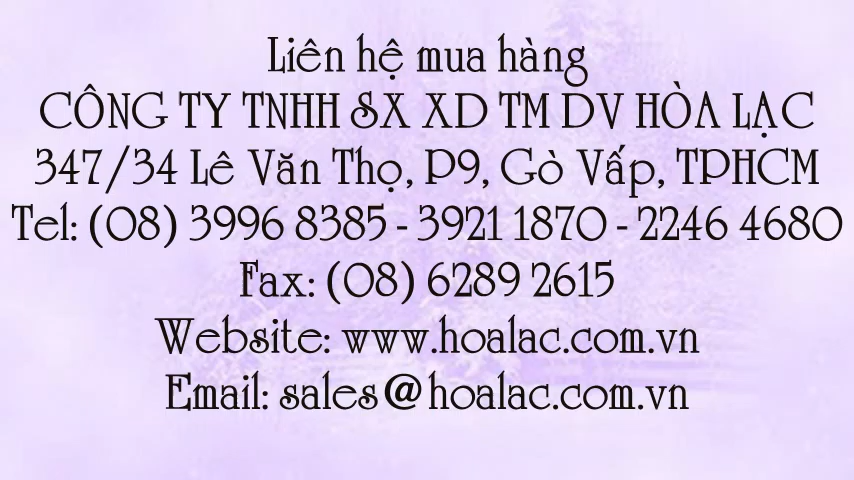 Liên hệ mua hàng
CÔNG TY TNHH SX XD TM DV HÒA LẠC
347/34 Lê Văn Thọ, P9, Gò Vấp, TPHCM
Tel: (08) 3996 8385 - 3921 1870 - 2246 4680
Fax: (08) 6289 2615
Website: www.hoalac.com.vn
Email: sales@hoalac.com.vn